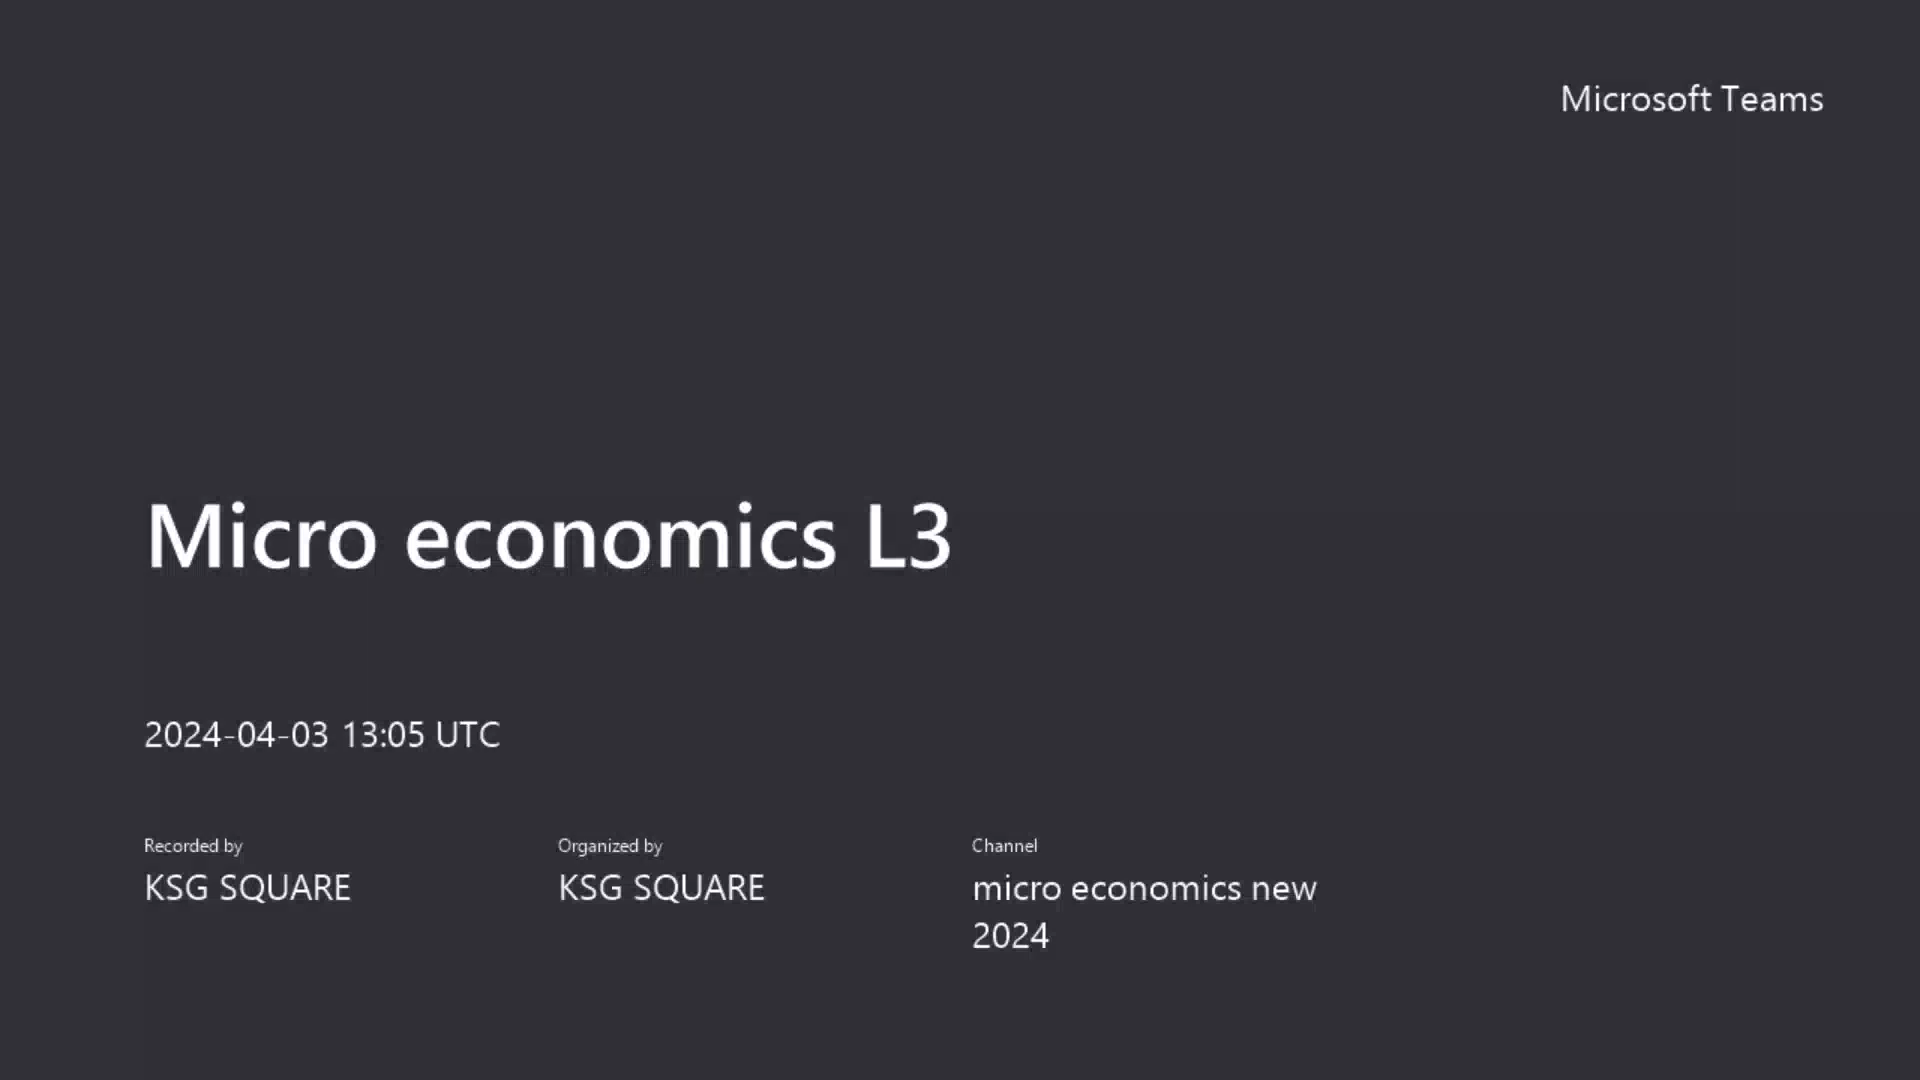 Microsoft Teams
Micro economics L3
2024-04-03 13:05 UTC
Recorded by
KSG SQUARE
Organized by
KSG SQUARE
Channel
micro economics new
2024